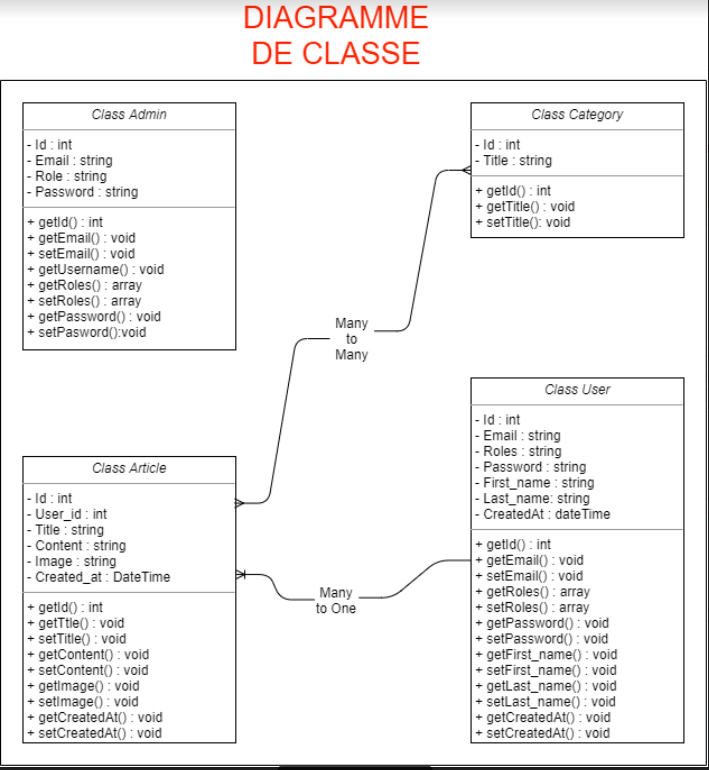 DIAGRAMME
DE CLASSE
Class Admin
- Id : int
- Email : string
- Role : string
- Password : string
+ getId() : int
+ getEmail() : void
+ setEmail() : void
+ getUsername() : void
+ getRoles() : array
+ setRoles() : array
+ getPassword() : void
+ setPasword():void
Class Category
- Id : int
- Title : string
+ getId() : int
+ getTitle() : void
+ setTitle(): void
Many
to
Many
Class Article
- Id : int
- User_id : int
- Title : string
- Content : string
- Image : string
- Created_at : DateTime
+ getId() : int
+ getTtle() : void
+ setTitle() : void
+ getContent() : void
+ setContent() : void
+ getImage() : void
+ setImage() : void
+ getCreatedAt() : void
+ setCreatedAt() : void
Many
to One
Class User
- Id : int
- Email : string
- Roles : string
- Password : string
- First_name : string
- Last_name: string
- CreatedAt : dateTime
+ getId() : int
+ getEmail() : void
+ setEmail() : void
+ getRoles() : array
+ setRoles() : array
+ getPassword() : void
+ setPassword() : void
+ getFirst_name() : void
+ setFirst_name() : void
+ getLast_name() : void
+ setLast_name() : void
+ getCreatedAt() : void
+ setCreatedAt() : void